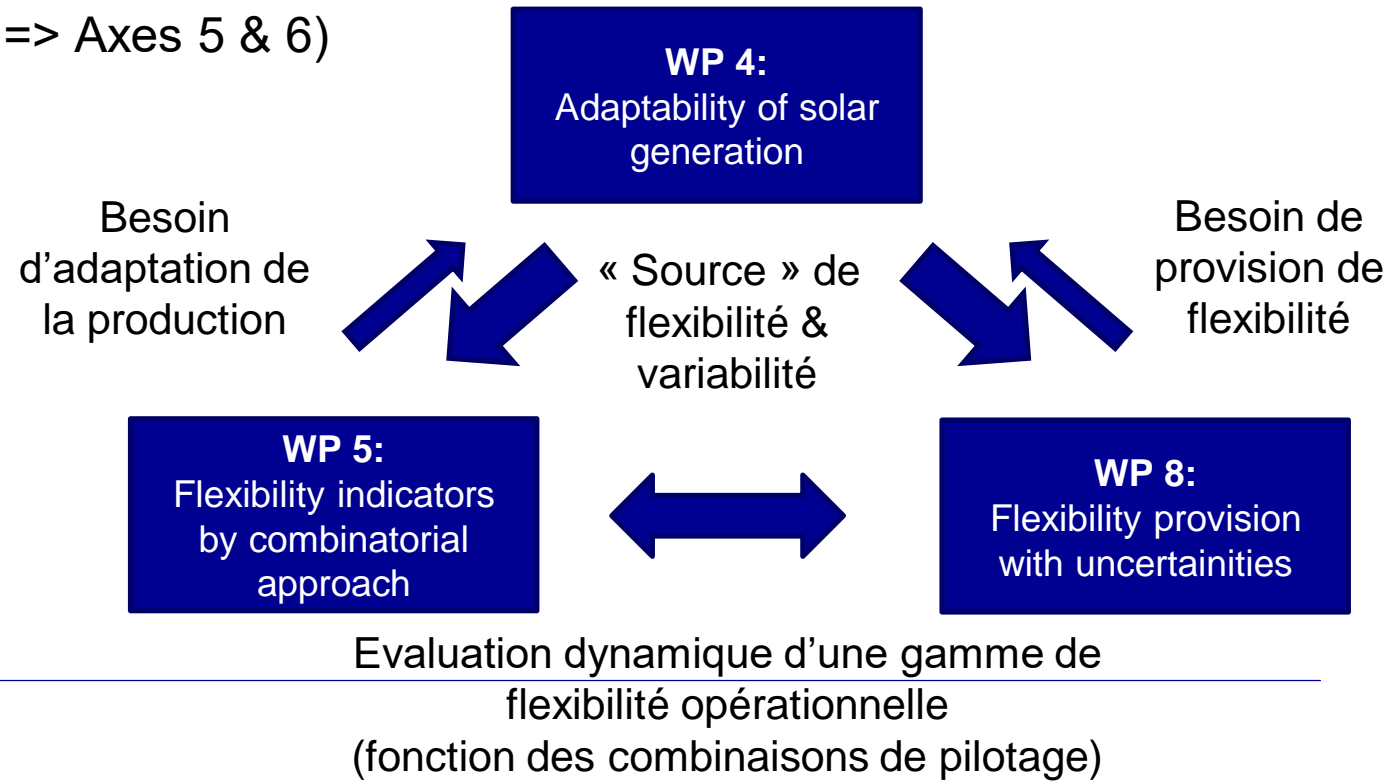 => Axes 5 & 6)
WP 4:
Adaptability of solar
generation
Besoin
d’adaptation de
la production
« Source » de
flexibilité &
variabilité
Besoin de
provision de
flexibilité
WP 5:
Flexibility indicators
by combinatorial
approach
WP 8:
Flexibility provision
with uncertainities
Evaluation dynamique d’une gamme de
flexibilité opérationnelle
(fonction des combinaisons de pilotage)